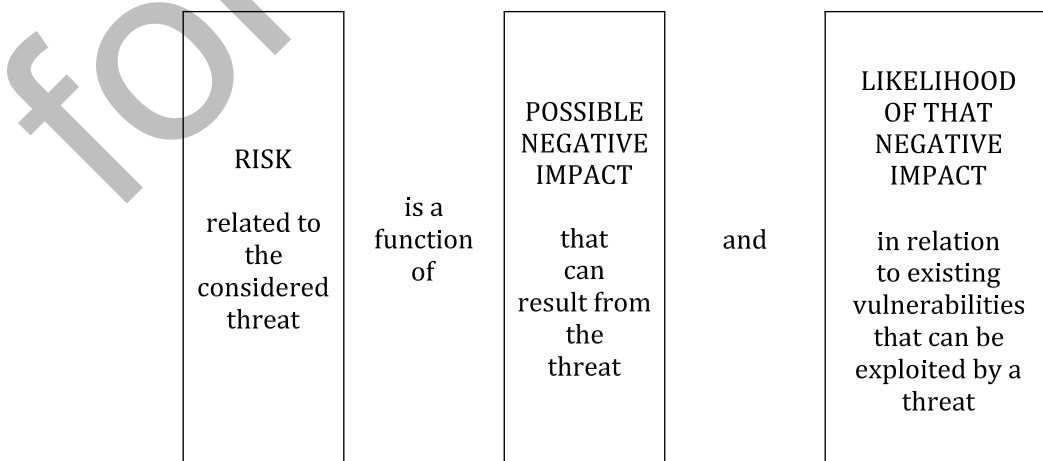 for
RISK
related to
the
considered
threat
is a
function
of
POSSIBLE
NEGATIVE
IMPACT
that
can
result from
the
threat
and
LIKELIHOOD
OF THAT
NEGATIVE
IMPACT
in relation
to existing
vulnerabilities
that can be
exploited by a
threat